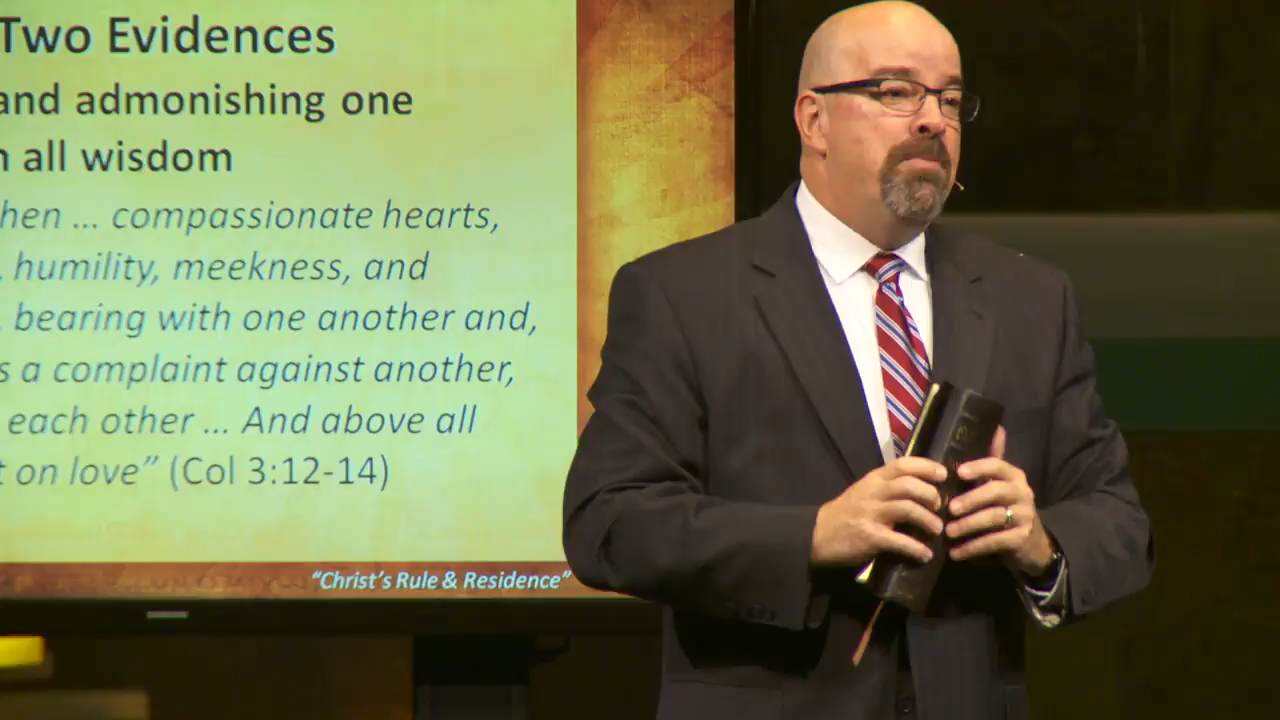 Two Evidences
and admonishing one
all wisdom
... compassionate hearts,
humility, meekness, and
bearing with one another and,
a complaint against another,
each other ... And above all
on love” (Col 3:12-14)
“Christ’s Rule & Residence”